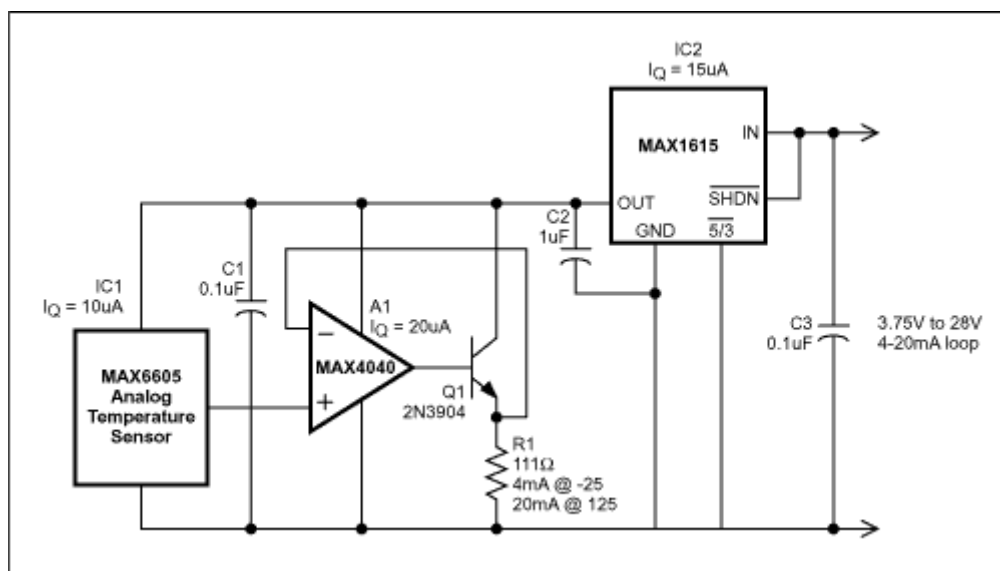 IC2
IQ = 15uA
MAX1615
IN
SHDN
OUT
GND
5/3
C2
1uF
C1
0.1uF
IC1
IQ = 10uA
A1
IQ = 20uA
MAX4040
MAX6605
Analog
Temperature
Sensor
Q1
2N3904
R1
111Ω
4mA @ -25
20mA @ 125
C3
0.1uF
3.75V to 28V
4-20mA loop